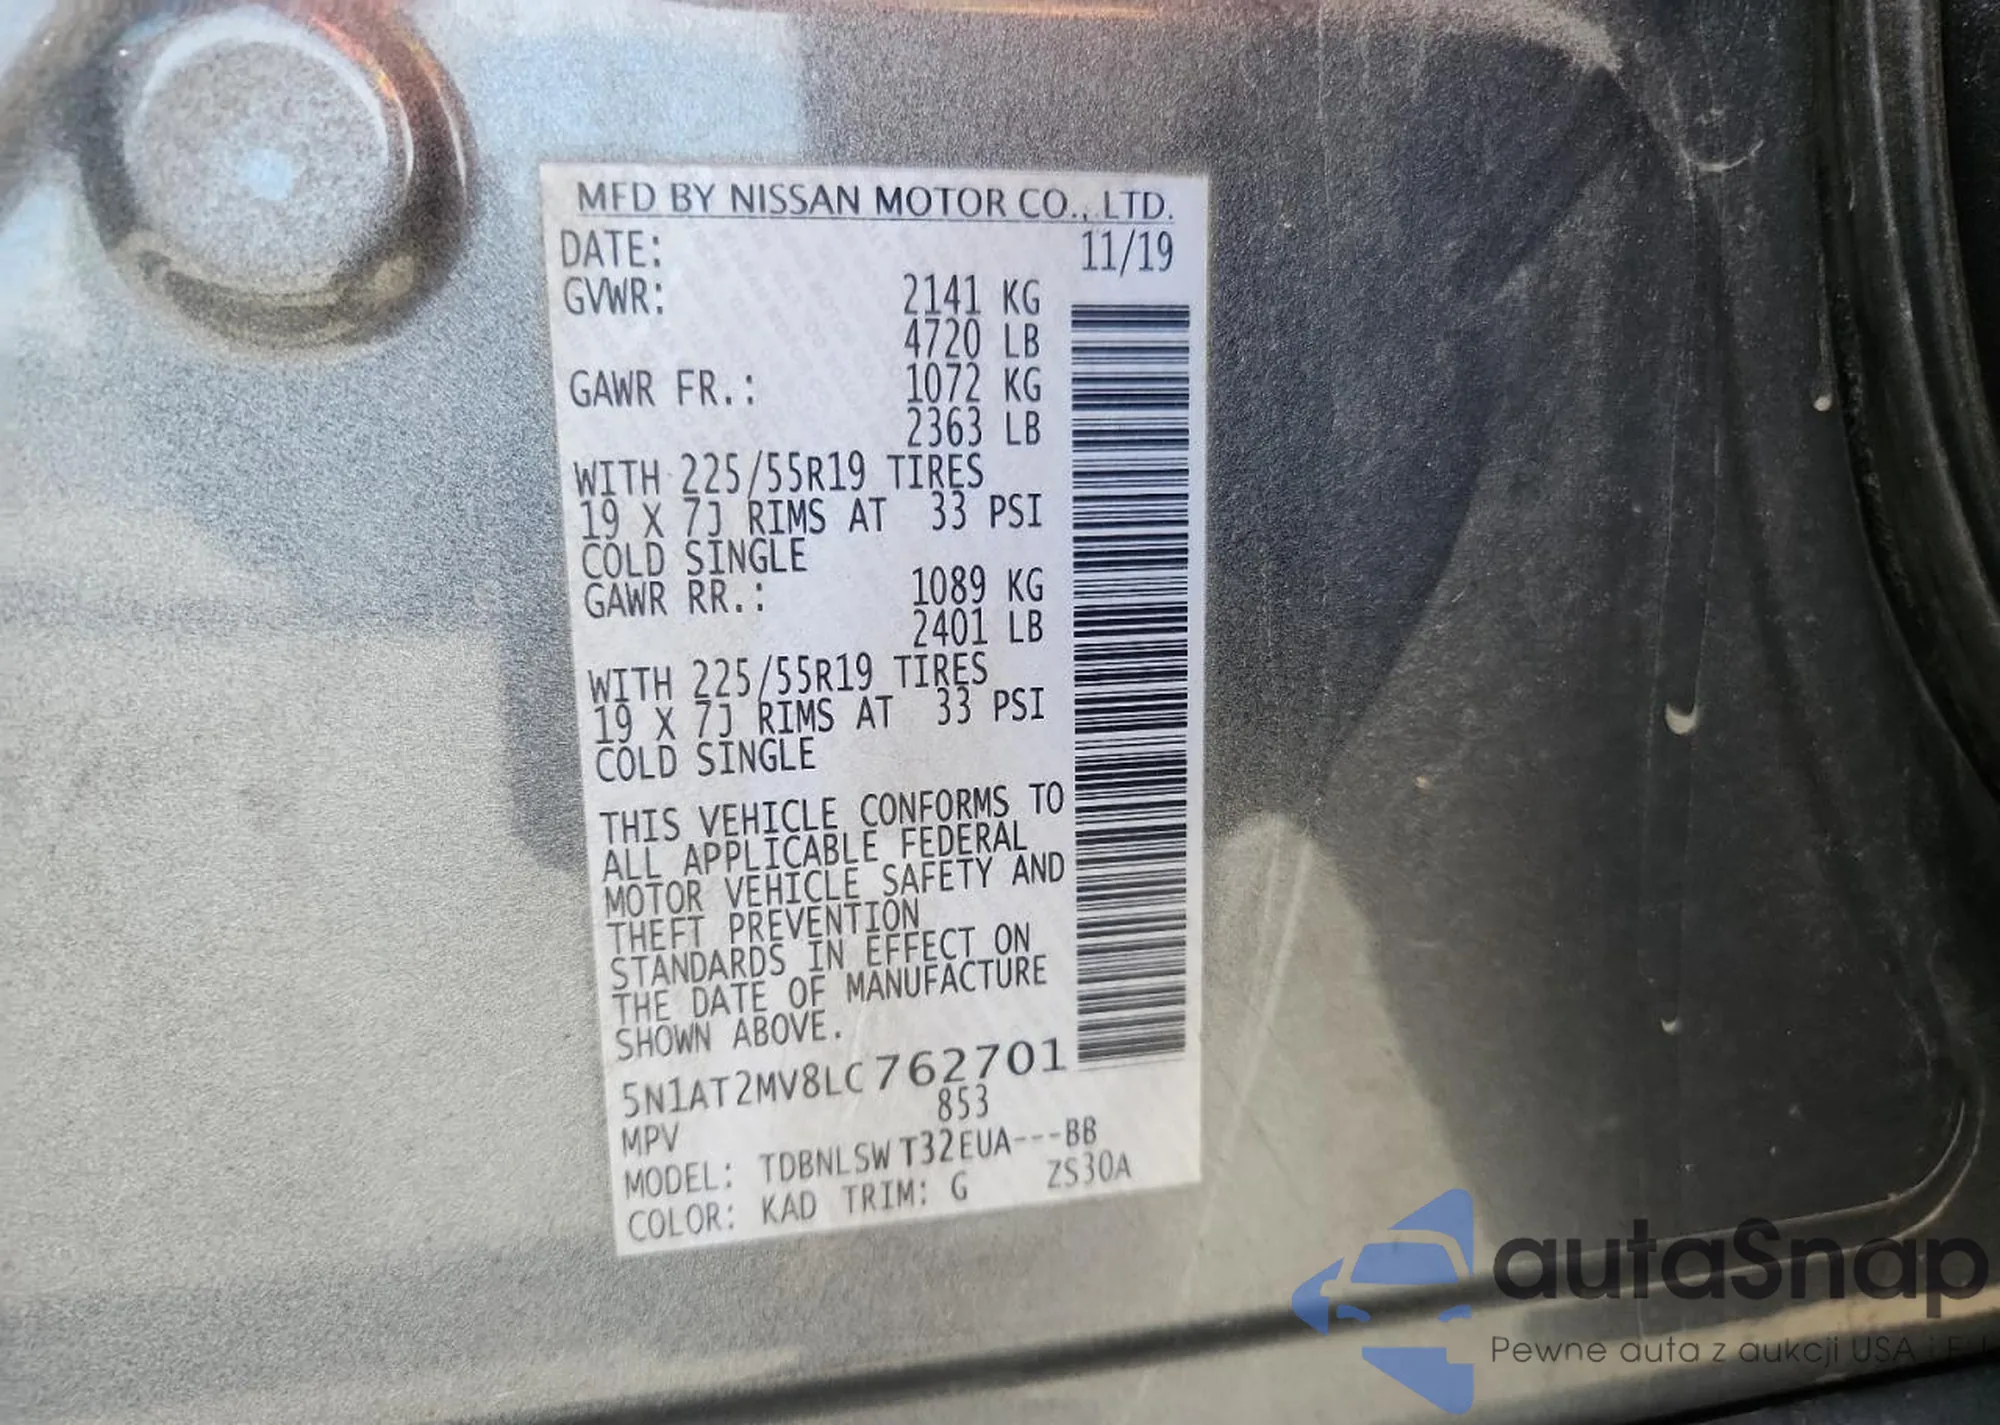 MFD BY NISSAN MOTOR CO., LTD.
DATE: 11/19
GVWR: 2141 KG
4720 LB
GAWR FR.: 1072 KG
2363 LB
WITH 225/55R19 TIRES
19 X 7J RIMS AT 33 PSI
COLD SINGLE
GAWR RR.: 1089 KG
2401 LB
WITH 225/55R19 TIRES
19 X 7J RIMS AT 33 PSI
COLD SINGLE
THIS VEHICLE CONFORMS TO
ALL APPLICABLE FEDERAL
MOTOR VEHICLE SAFETY AND
THEFT PREVENTION
STANDARDS IN EFFECT ON
THE DATE OF MANUFACTURE
SHOWN ABOVE.
5N1AT2MV8LC762701
853
MPV
MODEL: TDBNLSWT32EUA---BB
COLOR: KAD TRIM: G ZS30A
autaSnap
Pewne auta z aukcji USA i EU